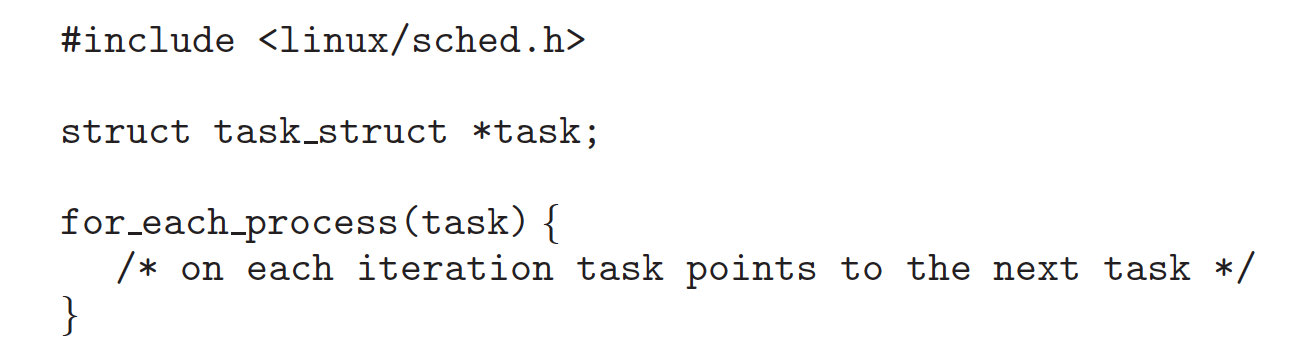 #include <linux/sched.h>
struct task_struct *task;
for_each_process(task) {
/* on each iteration task points to the next task */
}